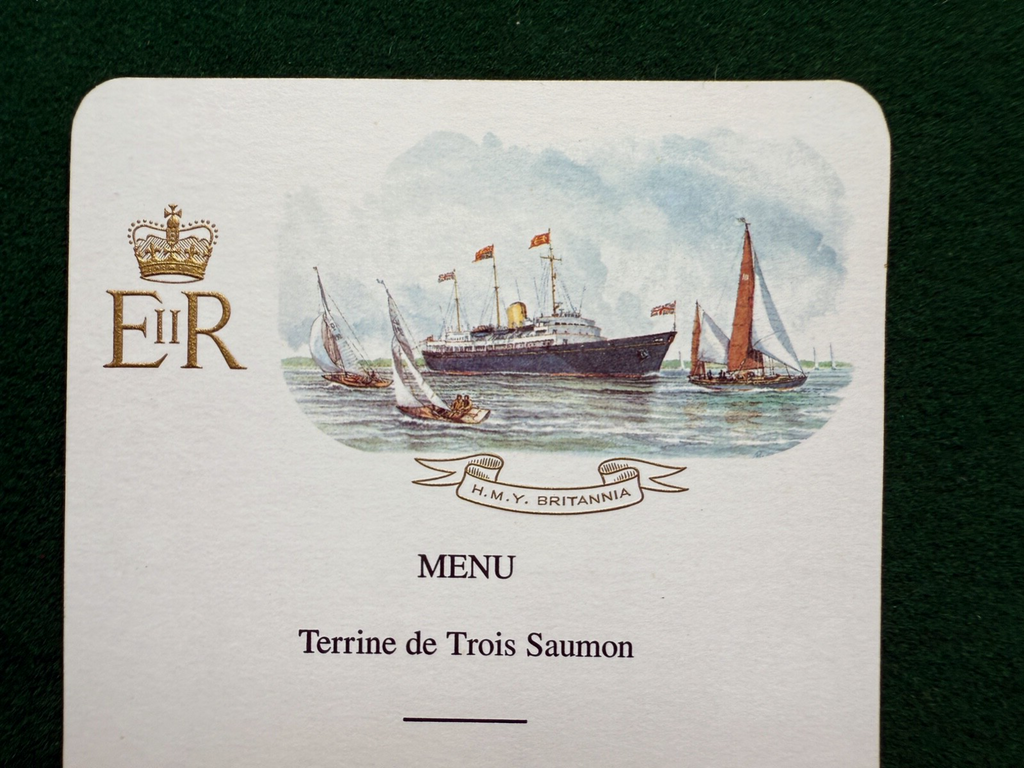 EIIR
H.M.Y. BRITANNIA
MENU
Terrine de Trois Saumon